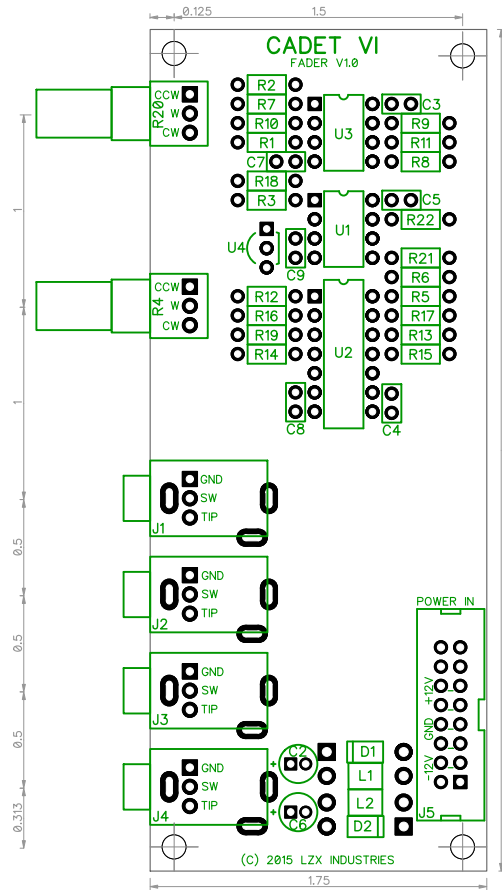 0.125
1.5
CADET VI
FADER V1.0
CCW
W
CW
R20
R2
R7
R10
R1
C7
R18
R3
U3
C3
R9
R11
R8
U4
C9
U1
C5
R22
1
CCW
W
CW
R4
R12
R16
R19
R14
U2
R21
R6
R5
R17
R13
R15
C8
C4
1
GND
SW
TIP
J1
0.5
GND
SW
TIP
J2
0.5
POWER IN
GND
SW
TIP
J3
+12V
GND
-12V
J5
0.5
GND
SW
TIP
J4
C2
+
D1
L1
L2
D2
+
C6
0.313
(C) 2015 LZX INDUSTRIES
1.75